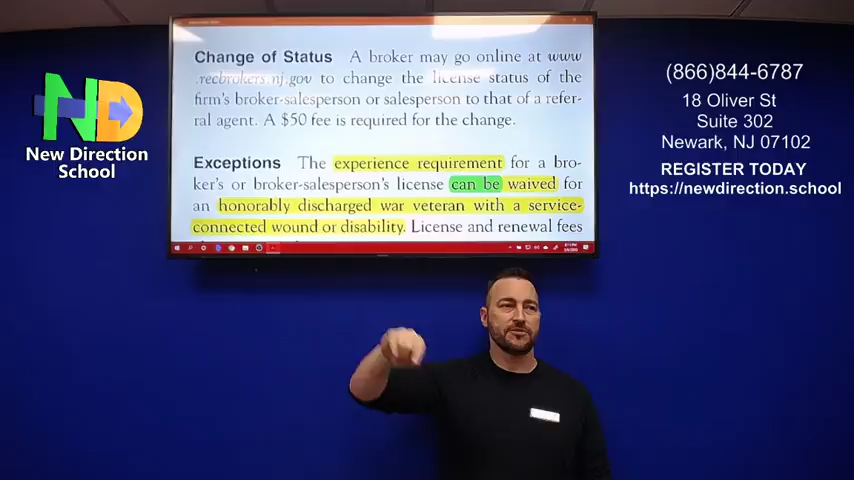 Change of Status A broker may go online at www
.recbrokers.nj.gov to change the license status of the
firm's broker-salesperson or salesperson to that of a refer-
ral agent. A $50 fee is required for the change.
Exceptions The experience requirement for a bro-
ker's or broker-salesperson's license can be waived for
an honorably discharged war veteran with a service-
connected wound or disability. License and renewal fees
ND
New Direction
School
(866)844-6787
18 Oliver St
Suite 302
Newark, NJ 07102
REGISTER TODAY
https://newdirection.school